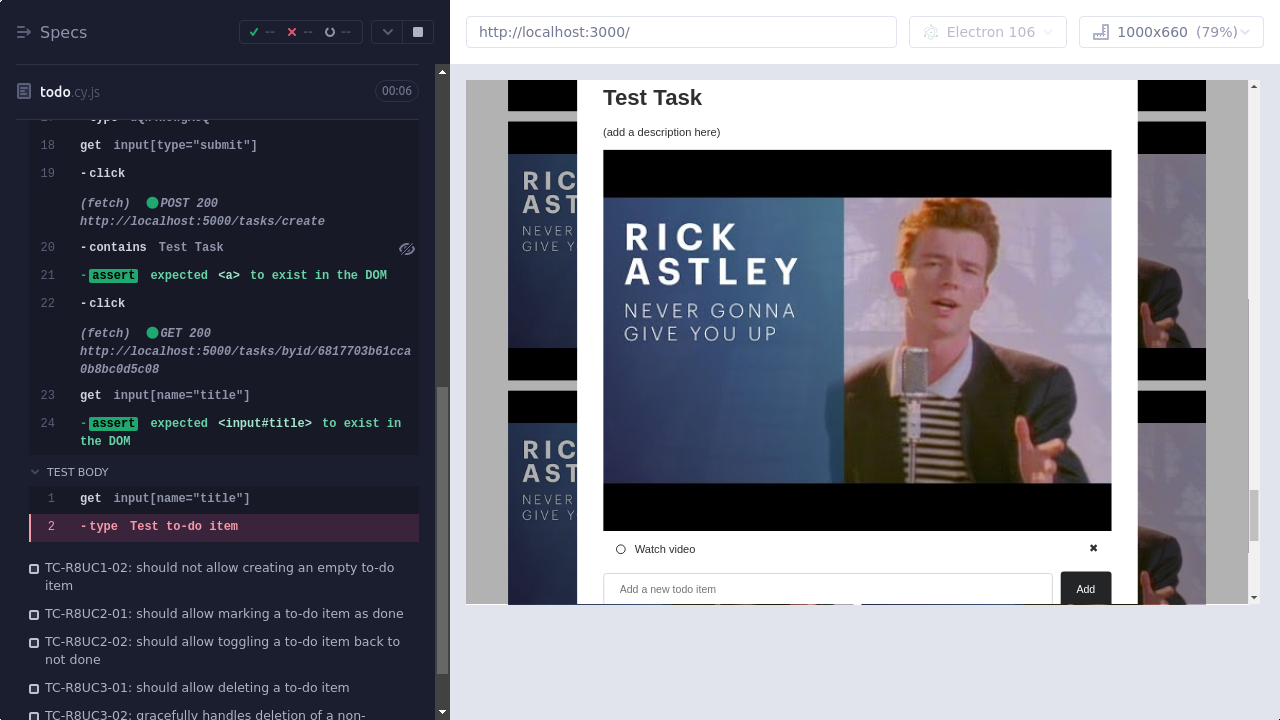 Specs
--
--
--
todo.cy.js
00:06
18 get input[type="submit"]
19 -click
(fetch) POST 200
http://localhost:5000/tasks/create
20 -contains Test Task
21 -assert expected <a> to exist in the DOM
22 -click
(fetch) GET 200
http://localhost:5000/tasks/byid/6817703b61cca
0b8bc0d5c08
23 get input[name="title"]
24 -assert expected <input#title> to exist in
the DOM
TEST BODY
1 get input[name="title"]
2 -type Test to-do item
TC-R8UC1-02: should not allow creating an empty to-do
item
TC-R8UC2-01: should allow marking a to-do item as done
TC-R8UC2-02: should allow toggling a to-do item back to
not done
TC-R8UC3-01: should allow deleting a to-do item
TC-R8UC3-02: gracefully handles deletion of a non-
http://localhost:3000/
Electron 106
1000x660 (79%)
Test Task
(add a description here)
RICK
ASTLEY
NEVER GONNA
GIVE YOU UP
Watch video
✖
Add a new todo item
Add
RIC
AST
NEVER
GIVE Y
RIC
AST
NEVER
GIVE Y